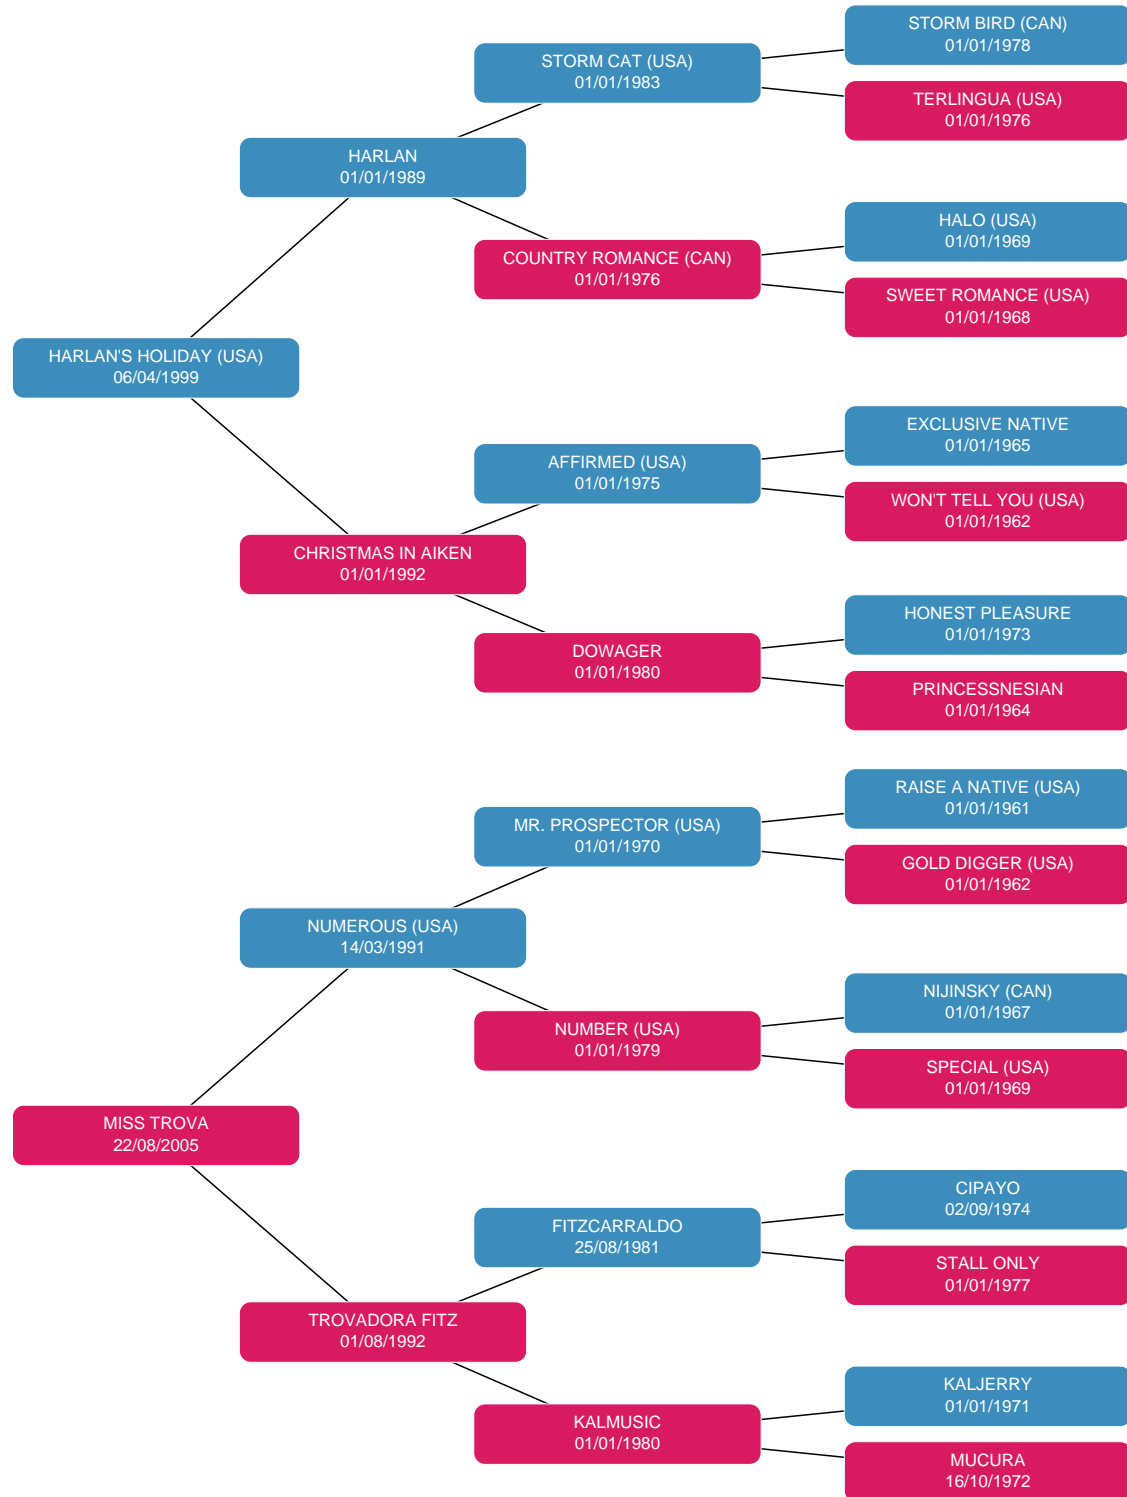 STORM BIRD (CAN)
01/01/1978
STORM CAT (USA)
01/01/1983
TERLINGUA (USA)
01/01/1976
HARLAN
01/01/1989
HALO (USA)
01/01/1969
COUNTRY ROMANCE (CAN)
01/01/1976
SWEET ROMANCE (USA)
01/01/1968
HARLAN'S HOLIDAY (USA)
06/04/1999
EXCLUSIVE NATIVE
01/01/1965
AFFIRMED (USA)
01/01/1975
WON'T TELL YOU (USA)
01/01/1962
CHRISTMAS IN AIKEN
01/01/1992
HONEST PLEASURE
01/01/1973
DOWAGER
01/01/1980
PRINCESSNESIAN
01/01/1964
RAISE A NATIVE (USA)
01/01/1961
MR. PROSPECTOR (USA)
01/01/1970
GOLD DIGGER (USA)
01/01/1962
NUMEROUS (USA)
14/03/1991
NIJINSKY (CAN)
01/01/1967
NUMBER (USA)
01/01/1979
SPECIAL (USA)
01/01/1969
MISS TROVA
22/08/2005
CIPAYO
02/09/1974
FITZCARRALDO
25/08/1981
STALL ONLY
01/01/1977
TROVADORA FITZ
01/08/1992
KALJERRY
01/01/1971
KALMUSIC
01/01/1980
MUCURA
16/10/1972